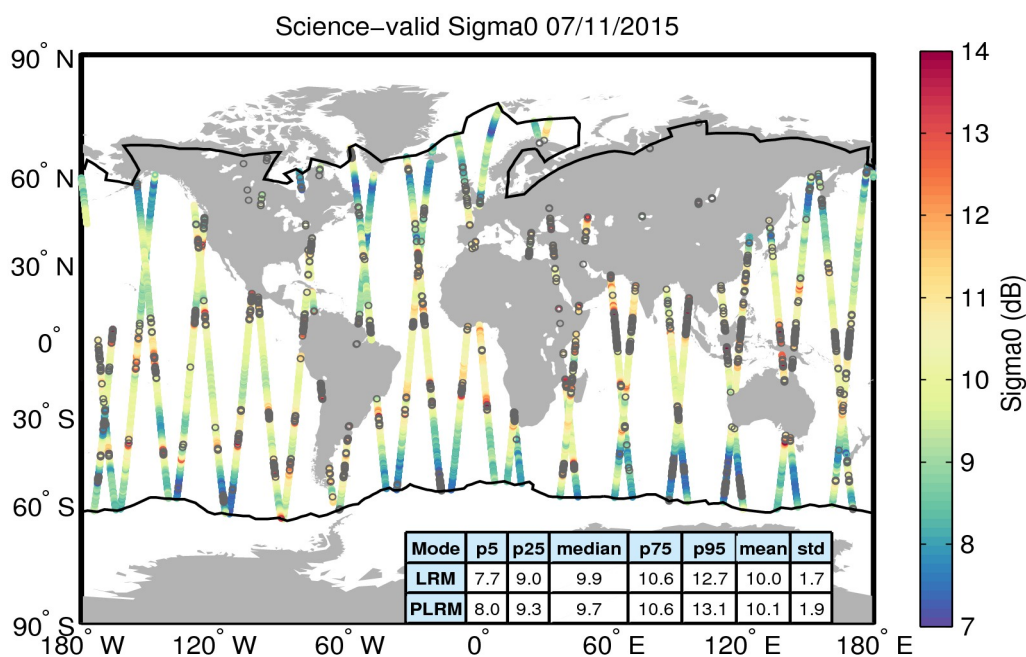 Science−valid Sigma0 07/11/2015
90° N
60° N
30° N
0°
30° S
60° S
90° S
180° W
120° W
60° W
0°
60° E
120° E
180° E
14
13
12
11
10
9
8
7
Sigma0 (dB)
Mode p5 p25 median p75 p95 mean std
LRM 7.7 9.0 9.9 10.6 12.7 10.0 1.7
PLRM 8.0 9.3 9.7 10.6 13.1 10.1 1.9